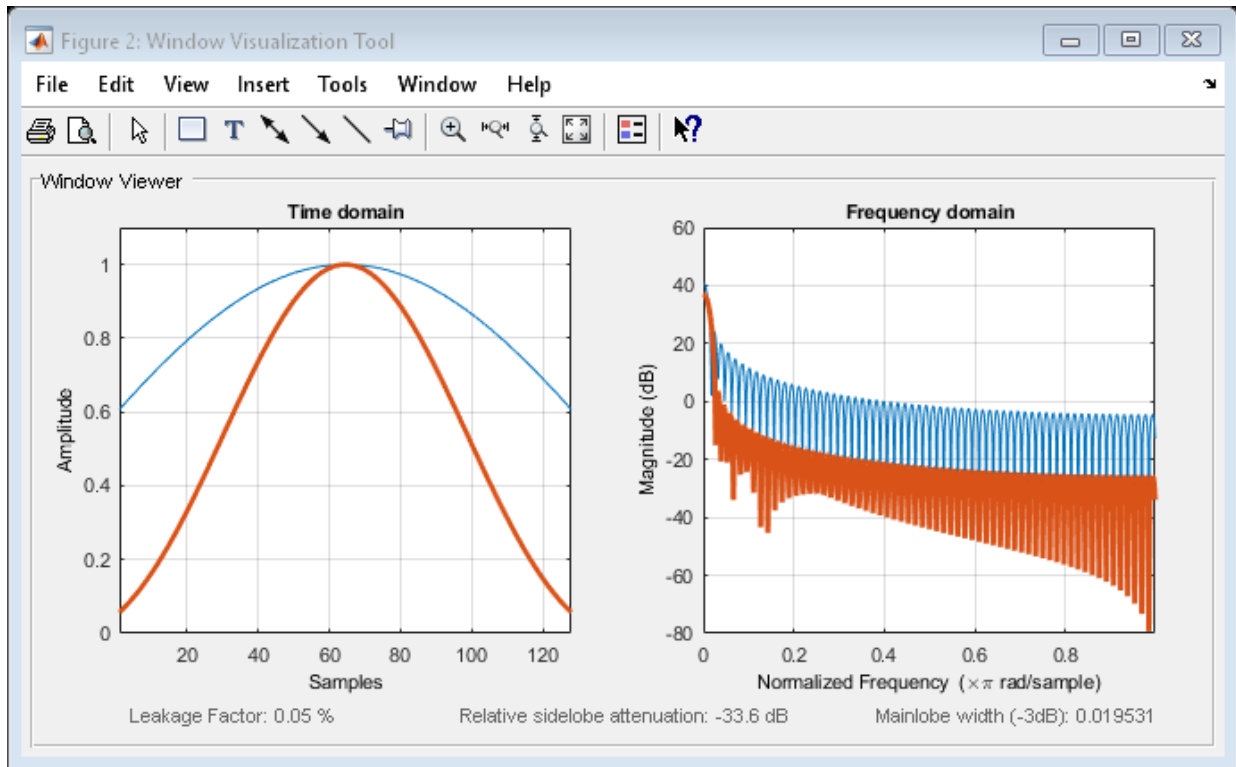 Figure 2: Window Visualization Tool
File Edit View Insert Tools Window Help
T
?
Window Viewer
Time domain
1
0.8
0.6
0.4
0.2
0
Amplitude
20 40 60 80 100 120
Samples
Frequency domain
60
40
20
0
-20
-40
-60
-80
Magnitude (dB)
0 0.2 0.4 0.6 0.8
Normalized Frequency (×π rad/sample)
Leakage Factor: 0.05 % Relative sidelobe attenuation: -33.6 dB Mainlobe width (-3dB): 0.019531